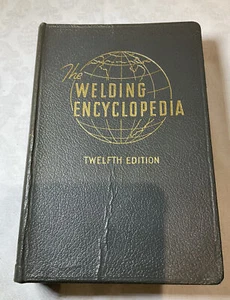 The
WELDING
ENCYCLOPEDIA
TWELFTH EDITION